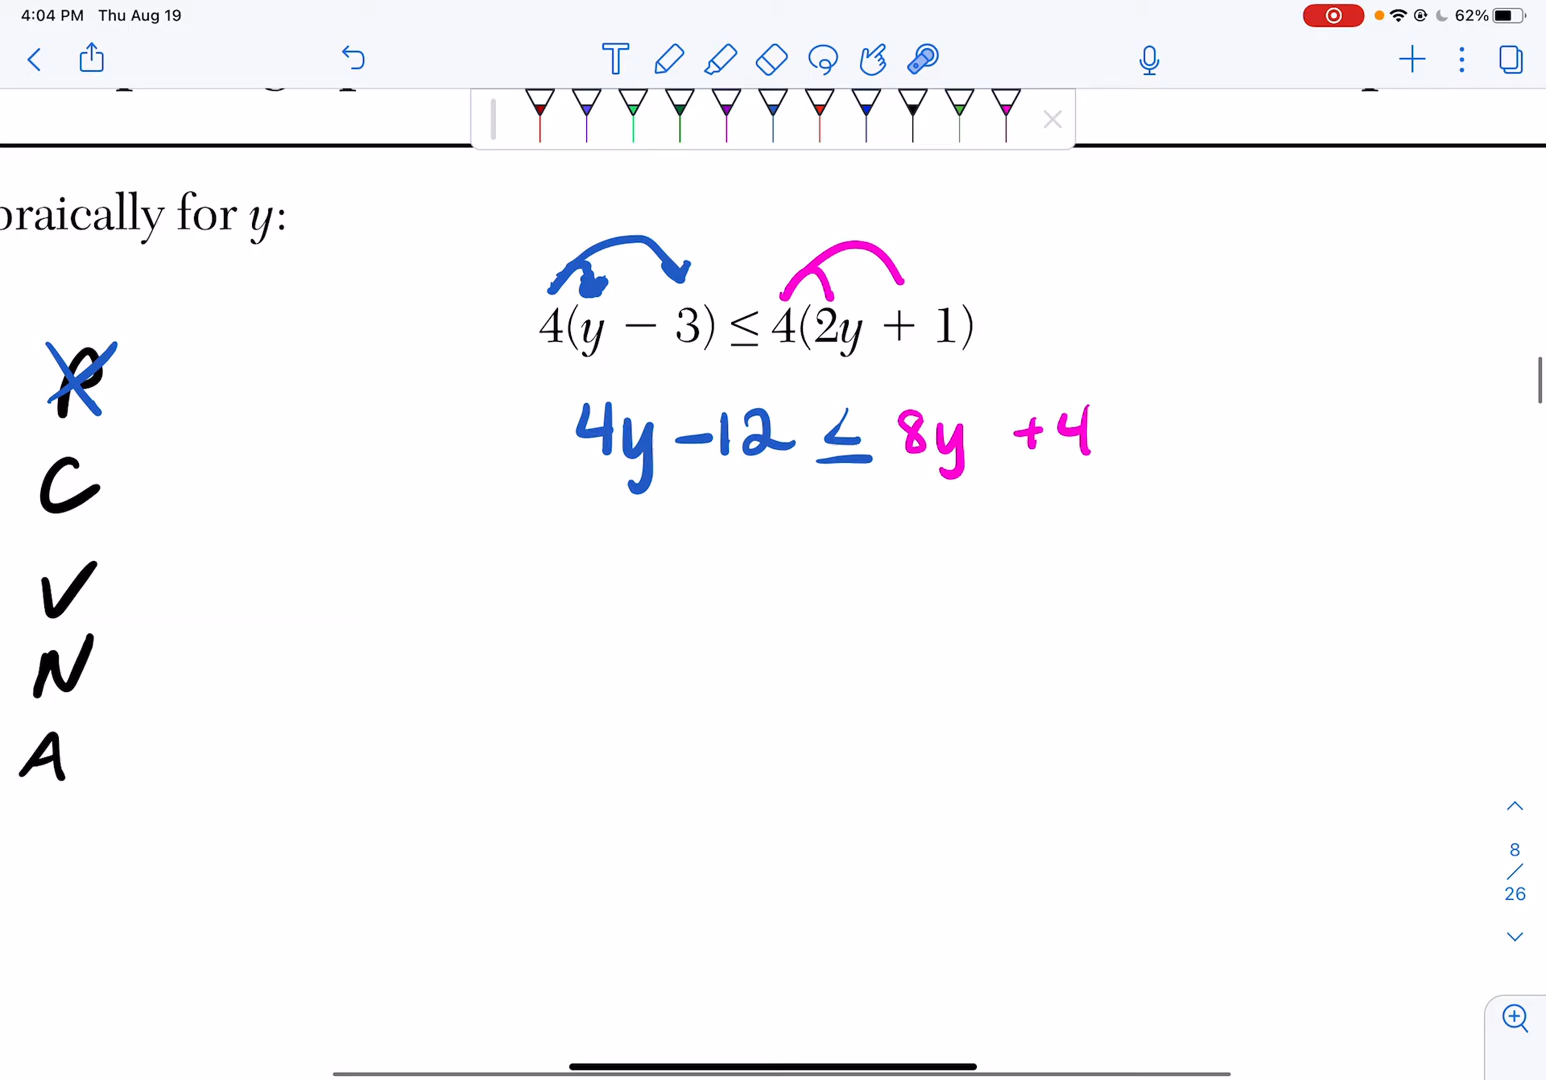 4:04 PM Thu Aug 19
62%
braically for y:
4(y − 3) ≤ 4(2y + 1)
4y −12 ≤ 8y +4
P
C
V
N
A
8
/
26